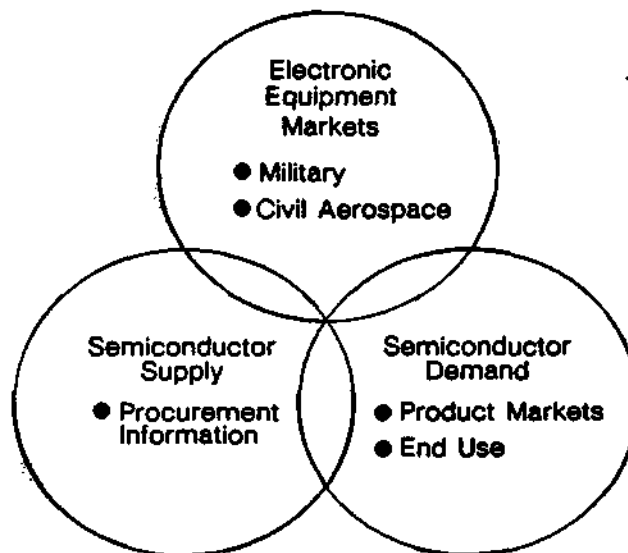 Electronic
Equipment
Markets
● Military
● Civil Aerospace
Semiconductor
Supply
● Procurement
Information
Semiconductor
Demand
● Product Markets
● End Use